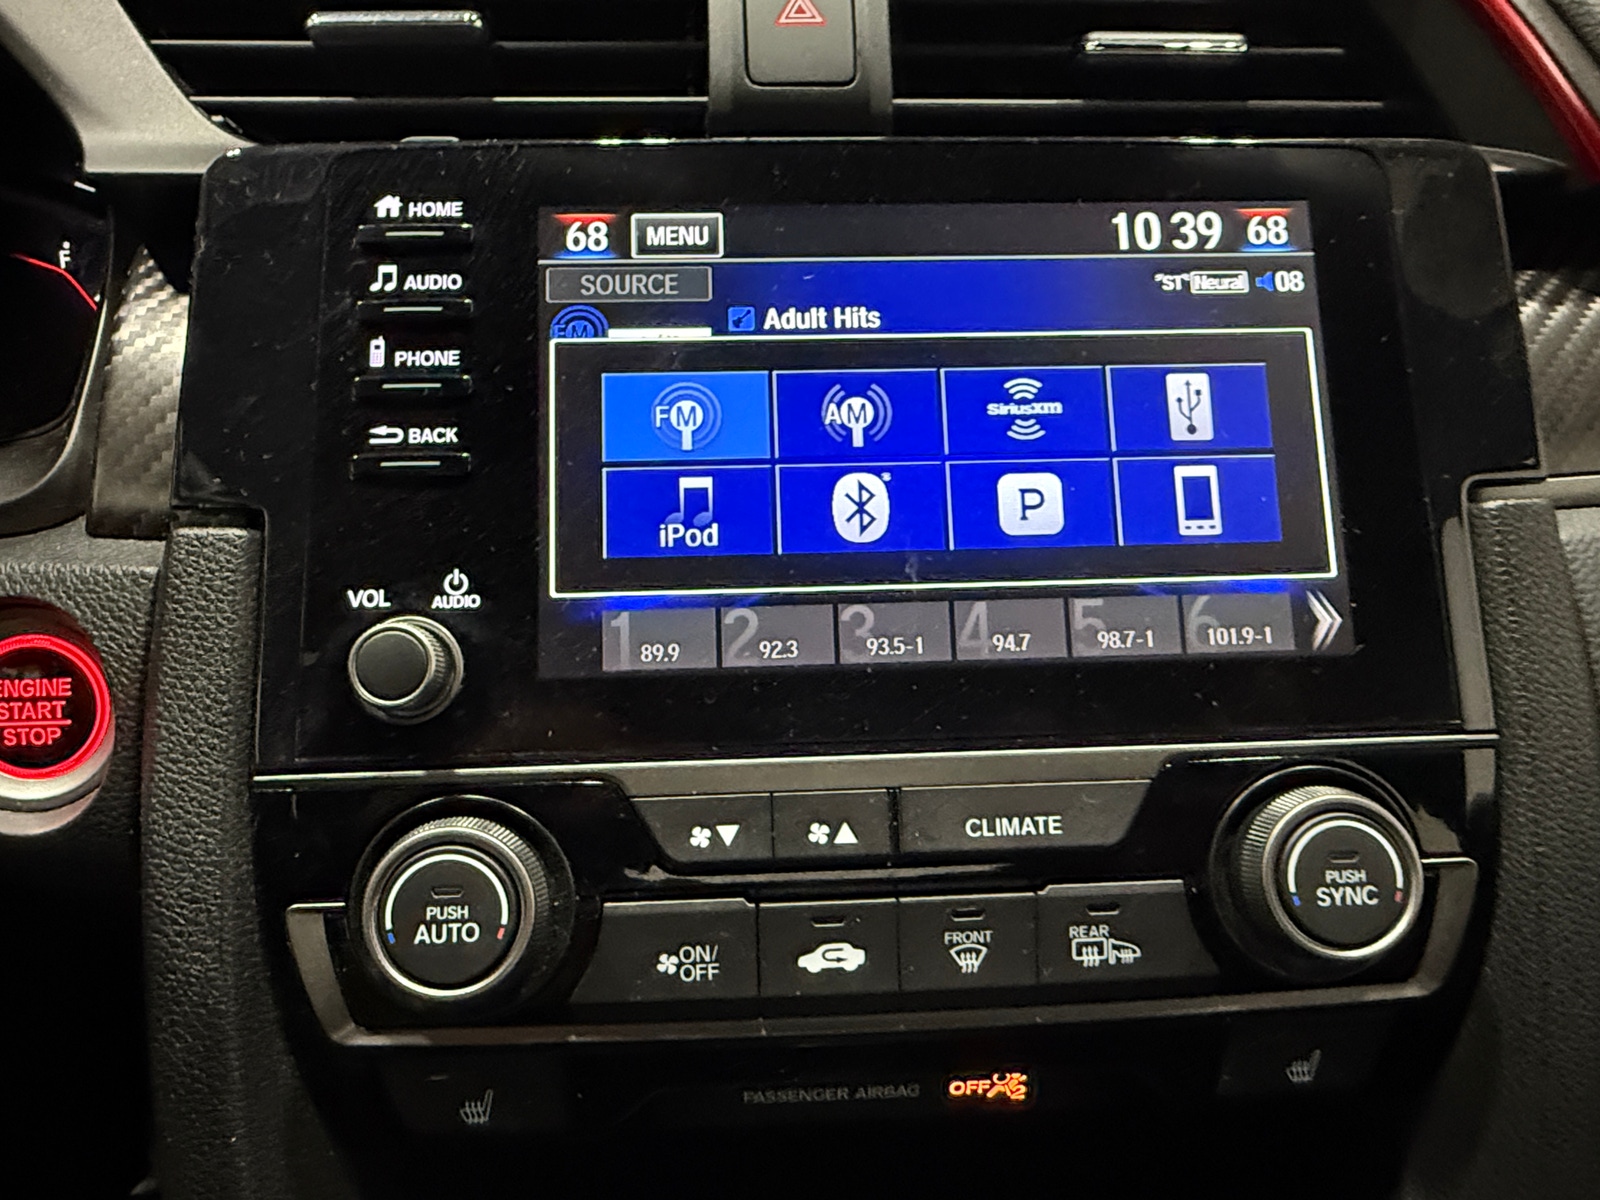 F
HOME
AUDIO
PHONE
BACK
VOL
AUDIO
ENGINE
START
STOP
68 MENU 10 39 68
SOURCE ST Neural 08
Adult Hits
FM AM siriusxm
iPod P
1 89.9 2 92.3 3 93.5-1 4 94.7 5 98.7-1 6 101.9-1
CLIMATE
PUSH
AUTO
PUSH
SYNC
ON/
OFF
FRONT
REAR
PASSENGER AIRBAG OFF 2